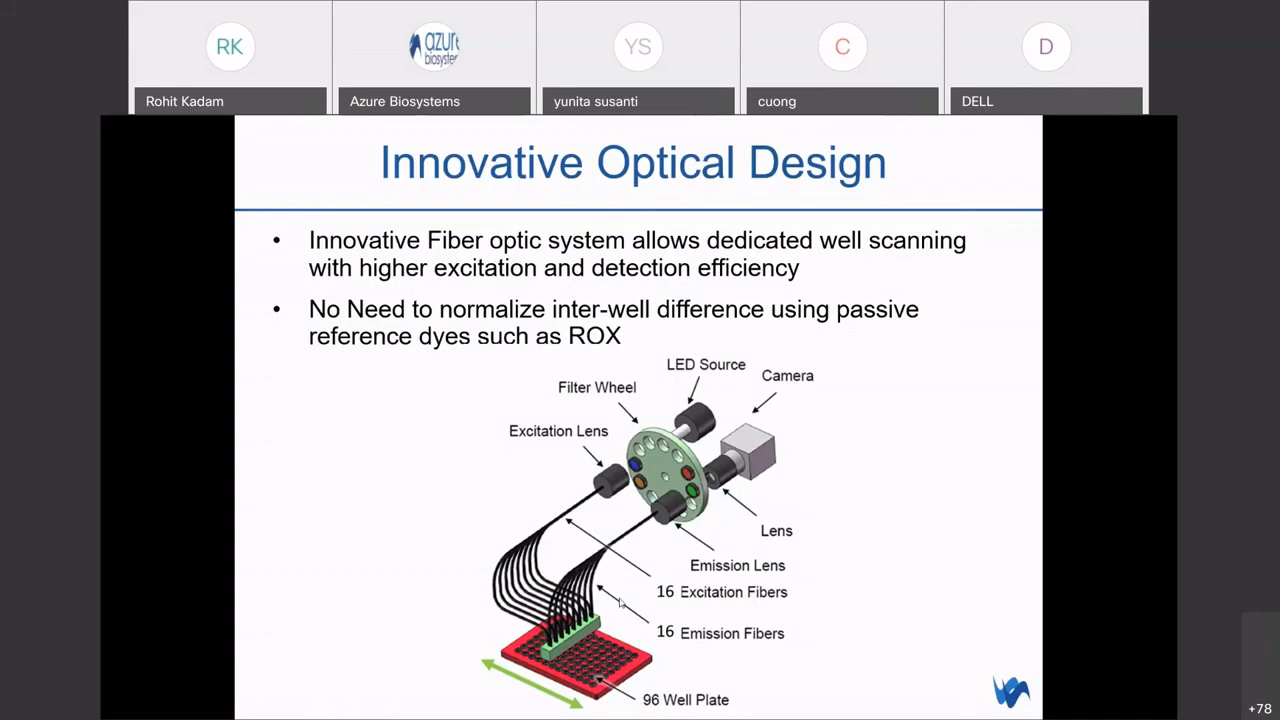 RK
azure
biosystems
YS
C
D
Rohit Kadam
Azure Biosystems
yunita susanti
cuong
DELL
Innovative Optical Design
• Innovative Fiber optic system allows dedicated well scanning
with higher excitation and detection efficiency
• No Need to normalize inter-well difference using passive
reference dyes such as ROX
LED Source
Camera
Filter Wheel
Excitation Lens
Lens
Emission Lens
16 Excitation Fibers
16 Emission Fibers
96 Well Plate
+78